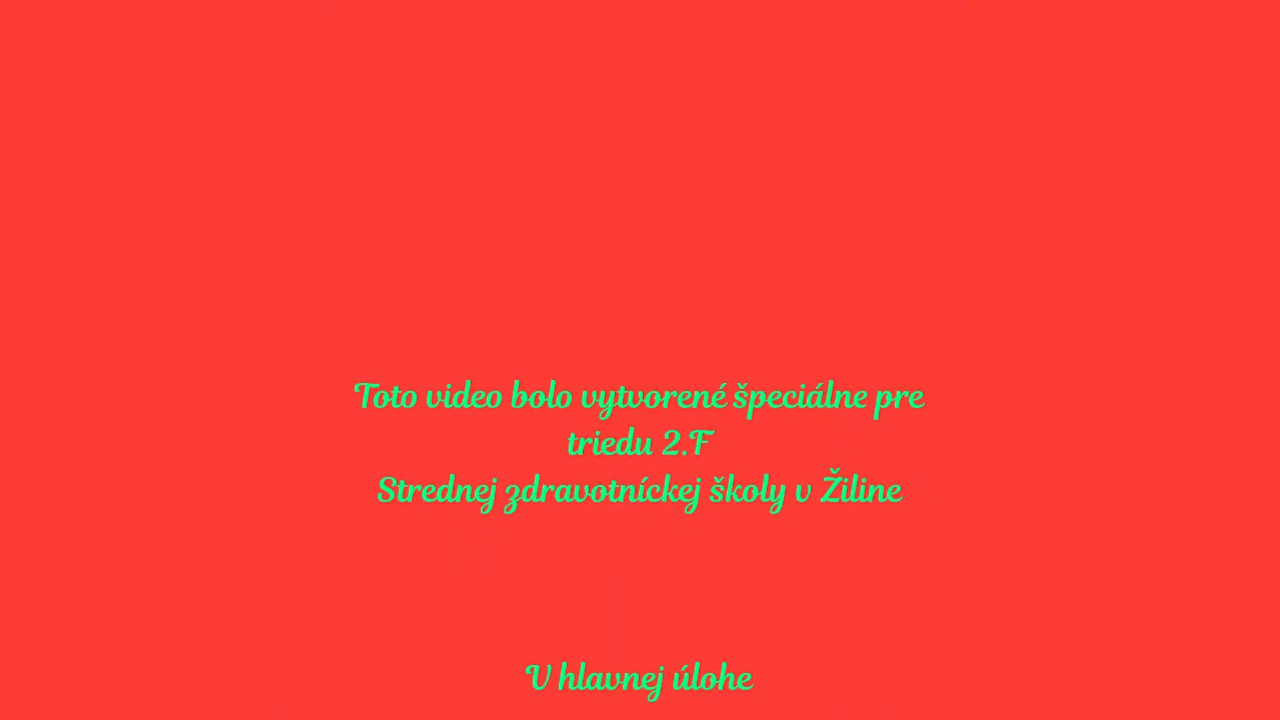 Toto video bolo vytvorené špeciálne pre
triedu 2.F
Strednej zdravotníckej školy v Žiline
V hlavnej úlohe